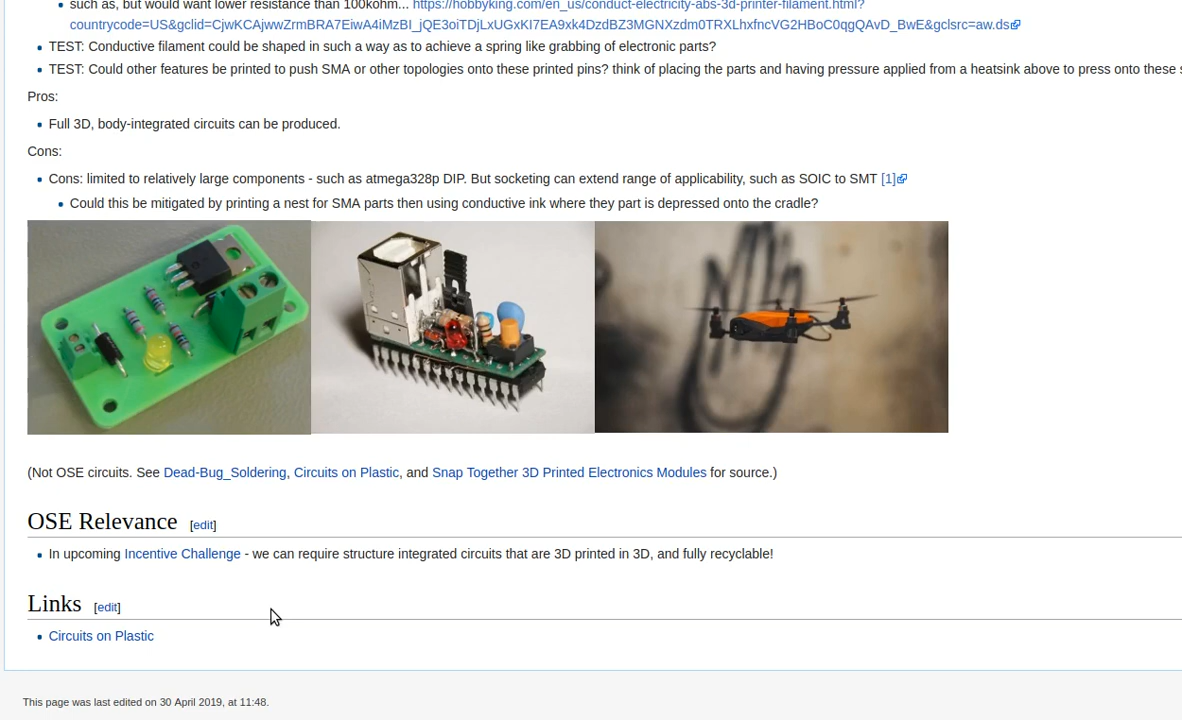 such as, but would want lower resistance than 100kohm... https://hobbyking.com/en_us/conduct-electricity-abs-3d-printer-filament.html?
countrycode=US&gclid=CjwKCAjwwZrmBRA7EiwA4iMzBI_jQE3oiTDjLxUGxKI7EA9xk4DzdBZ3MGNXzdm0TRXLhxfncVG2HBoC0qgQAvD_BwE&gclsrc=aw.ds
TEST: Conductive filament could be shaped in such a way as to achieve a spring like grabbing of electronic parts?
TEST: Could other features be printed to push SMA or other topologies onto these printed pins? think of placing the parts and having pressure applied from a heatsink above to press onto these s
Pros:
Full 3D, body-integrated circuits can be produced.
Cons:
Cons: limited to relatively large components - such as atmega328p DIP. But socketing can extend range of applicability, such as SOIC to SMT [1]
Could this be mitigated by printing a nest for SMA parts then using conductive ink where they part is depressed onto the cradle?
(Not OSE circuits. See Dead-Bug_Soldering, Circuits on Plastic, and Snap Together 3D Printed Electronics Modules for source.)
OSE Relevance [edit]
In upcoming Incentive Challenge - we can require structure integrated circuits that are 3D printed in 3D, and fully recyclable!
Links [edit]
Circuits on Plastic
This page was last edited on 30 April 2019, at 11:48.